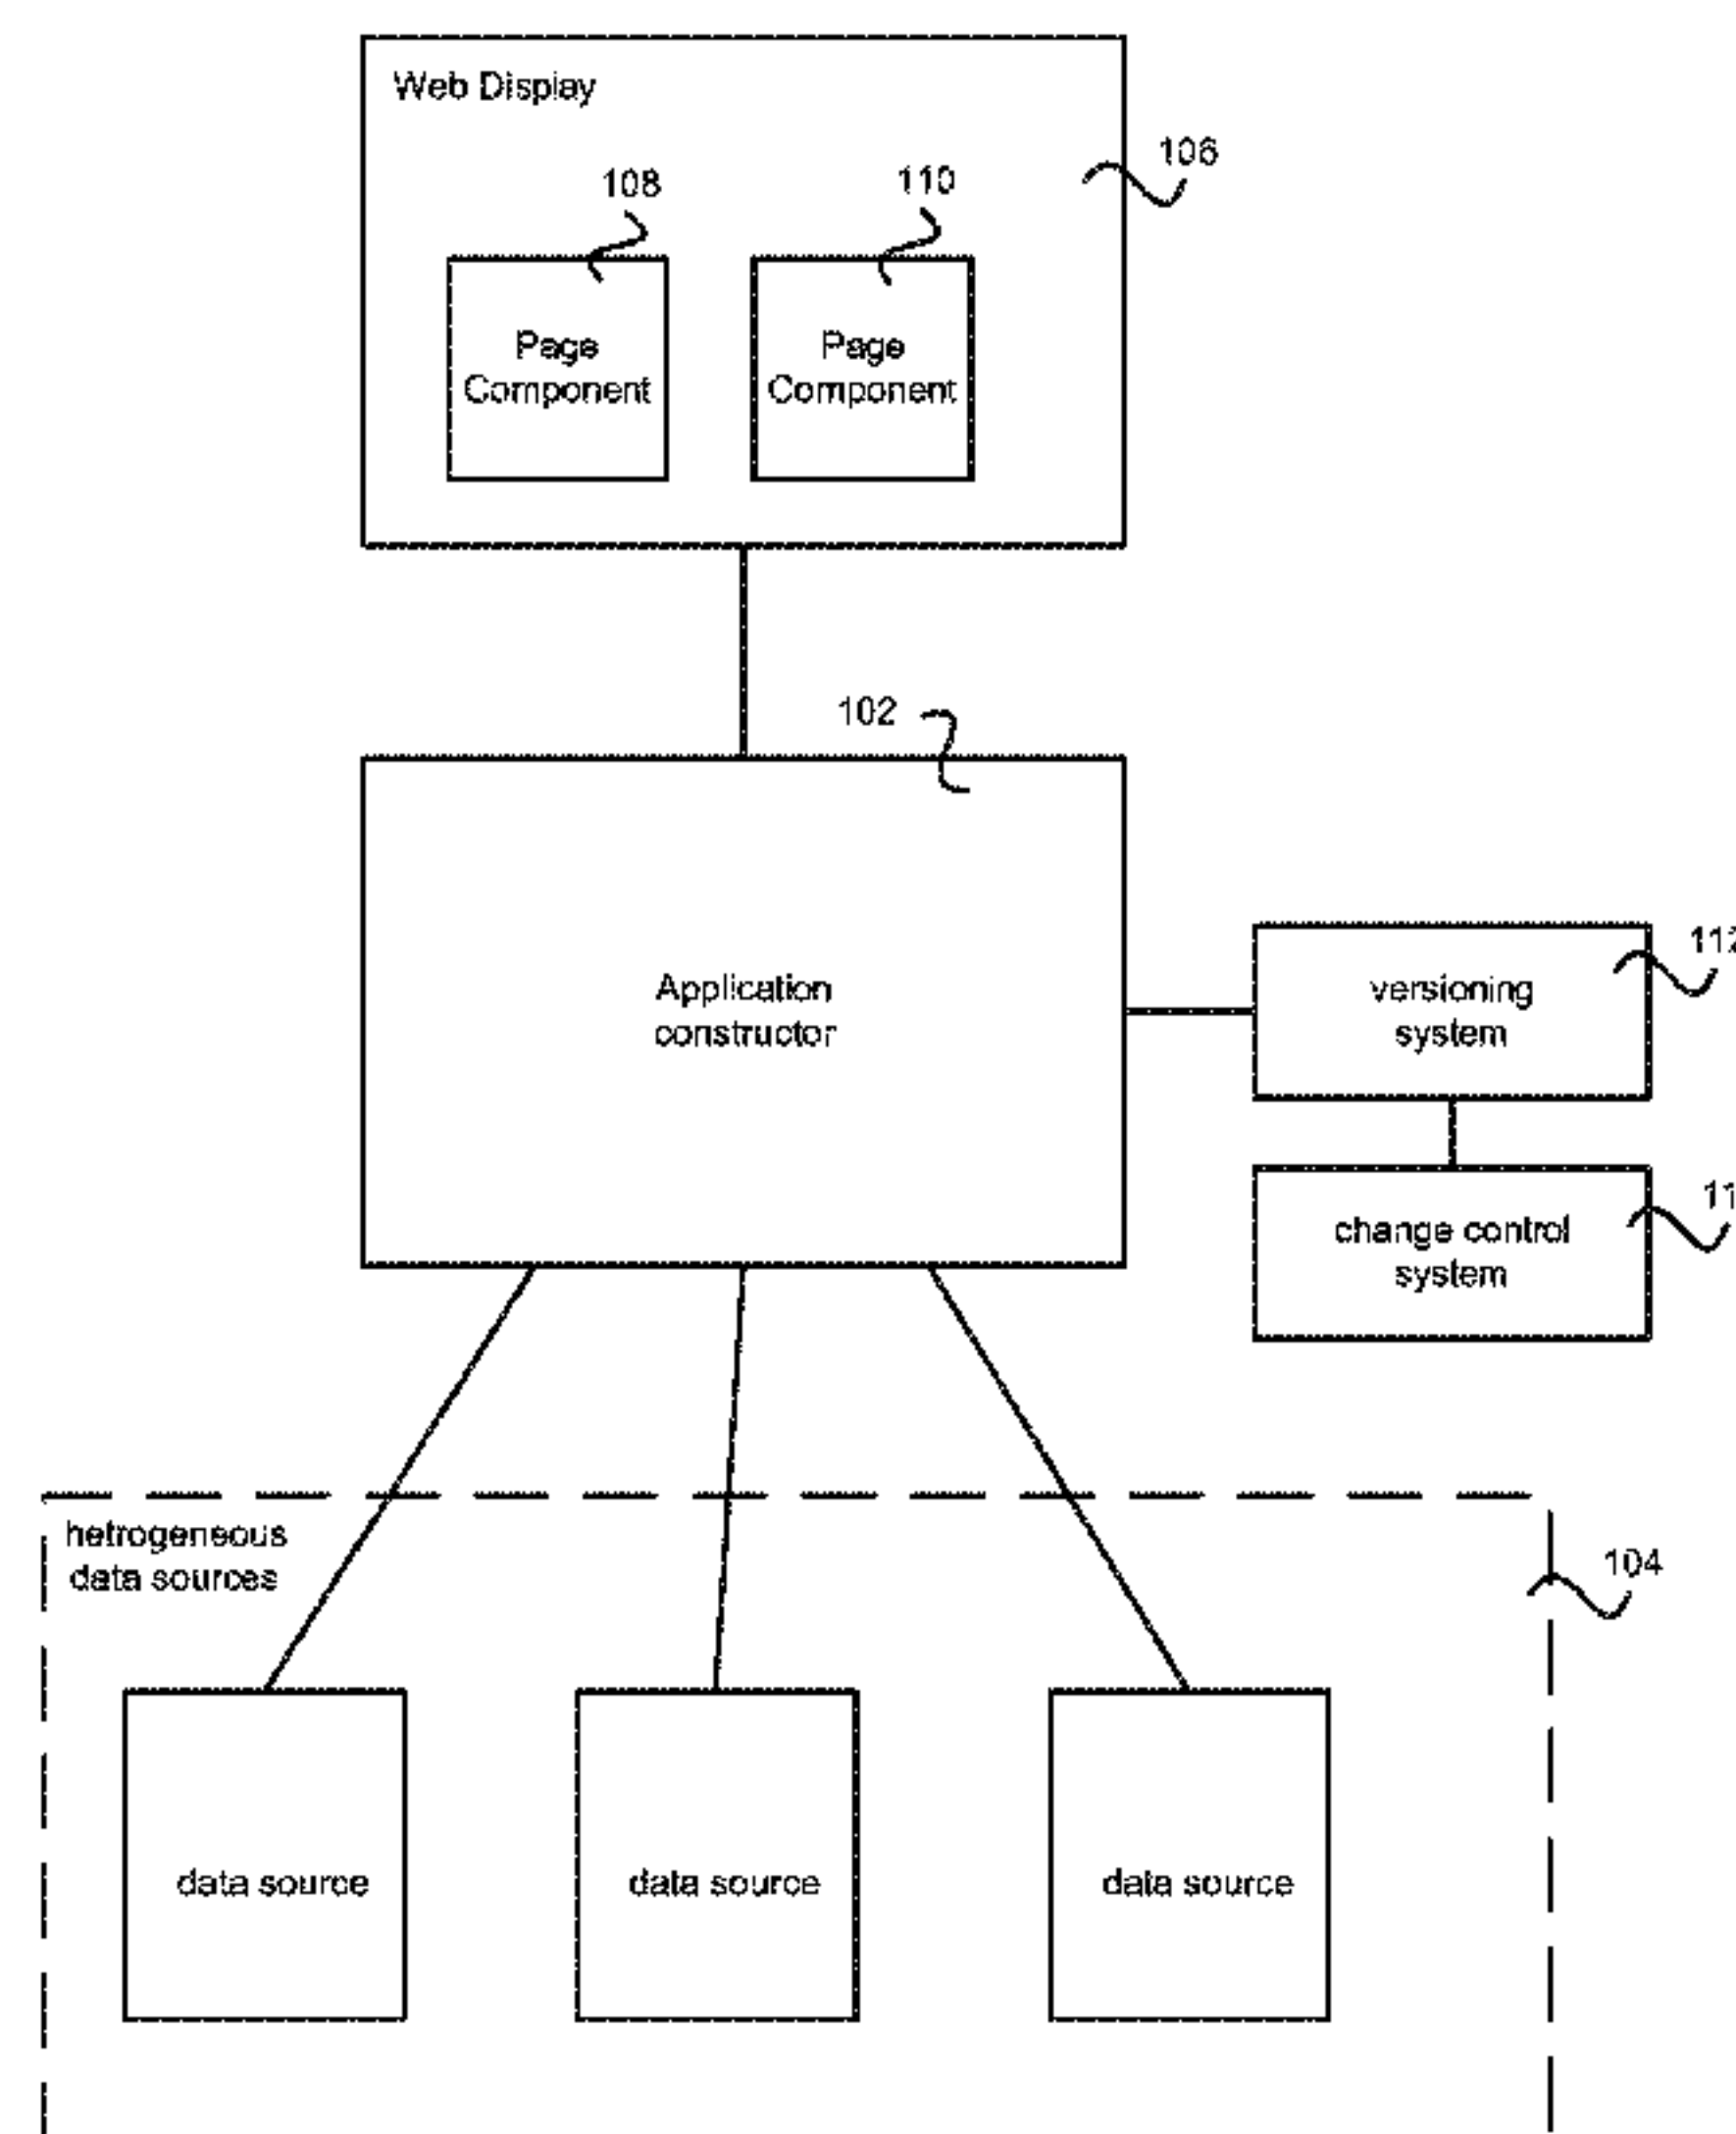 Web Display
106
108
110
Page
Component
Page
Component
102
Application
constructor
112
versioning
system
change control
system
hetrogeneous
data sources
104
data source
data source
data source